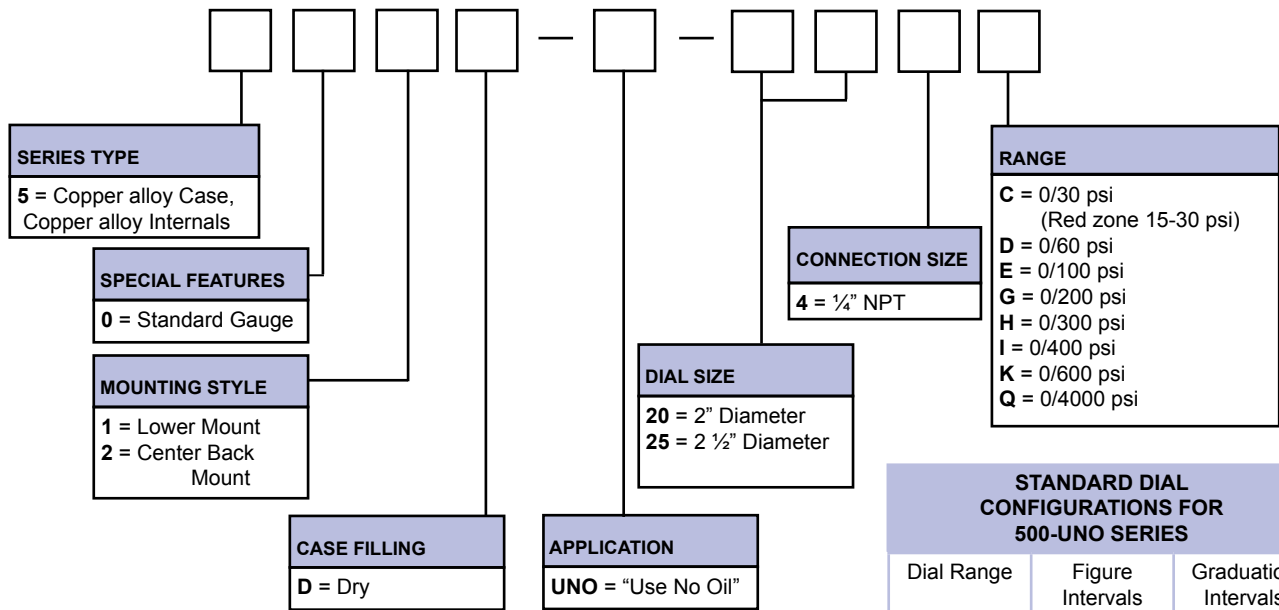 SERIES TYPE
5 = Copper alloy Case,
Copper alloy Internals
SPECIAL FEATURES
0 = Standard Gauge
MOUNTING STYLE
1 = Lower Mount
2 = Center Back
Mount
CASE FILLING
D = Dry
APPLICATION
UNO = “Use No Oil”
DIAL SIZE
20 = 2” Diameter
25 = 2 ½” Diameter
CONNECTION SIZE
4 = ¼” NPT
RANGE
C = 0/30 psi
(Red zone 15-30 psi)
D = 0/60 psi
E = 0/100 psi
G = 0/200 psi
H = 0/300 psi
I = 0/400 psi
K = 0/600 psi
Q = 0/4000 psi
STANDARD DIAL
CONFIGURATIONS FOR
500-UNO SERIES
Dial Range
Figure
Intervals
Graduatio
Intervals